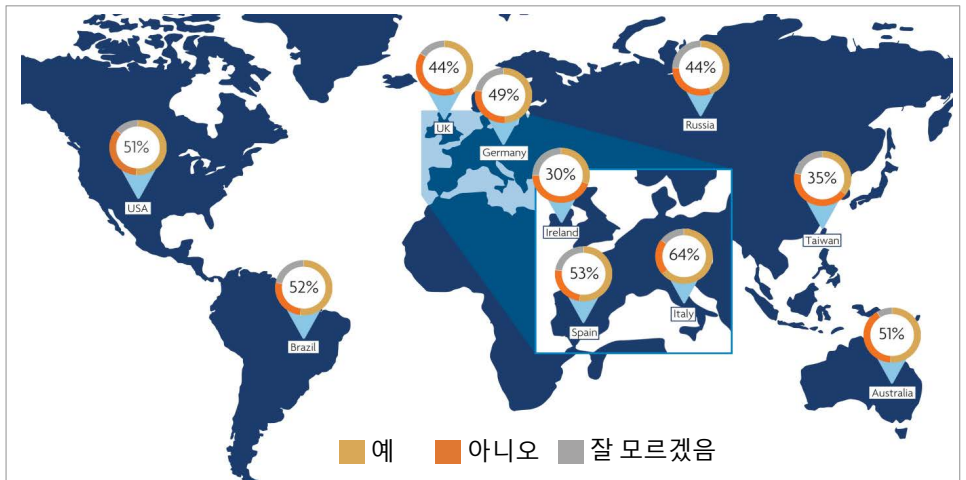 44%
UK
49%
Germany
44%
Russia
51%
USA
30%
Ireland
35%
Taiwan
53%
Spain
64%
Italy
52%
Brazil
51%
Australia
예 아니오 잘 모르겠음